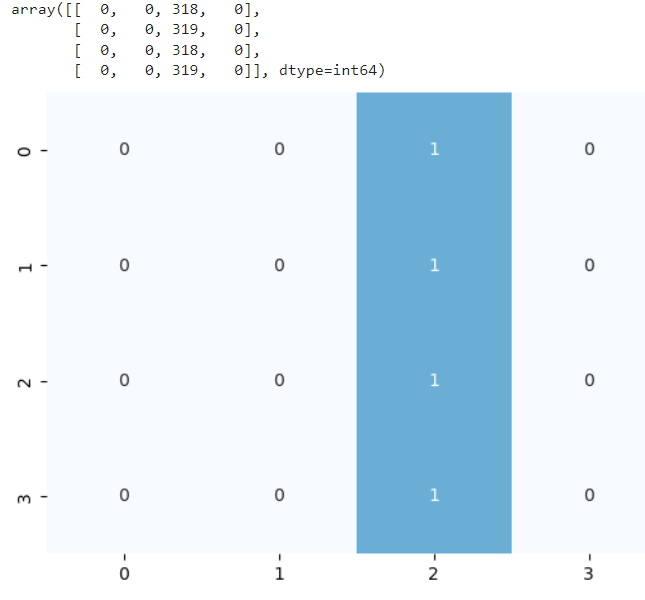 array([[  0,   0, 318,   0],
       [  0,   0, 319,   0],
       [  0,   0, 318,   0],
       [  0,   0, 319,   0]], dtype=int64)
0 0 0 1 0
1 0 0 1 0
2 0 0 1 0
3 0 0 1 0
0 1 2 3